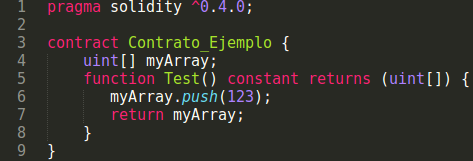 1 pragma solidity ^0.4.0;
2
3 contract Contrato_Ejemplo {
4 uint[] myArray;
5 function Test() constant returns (uint[]) {
6 myArray.push(123);
7 return myArray;
8 }
9 }